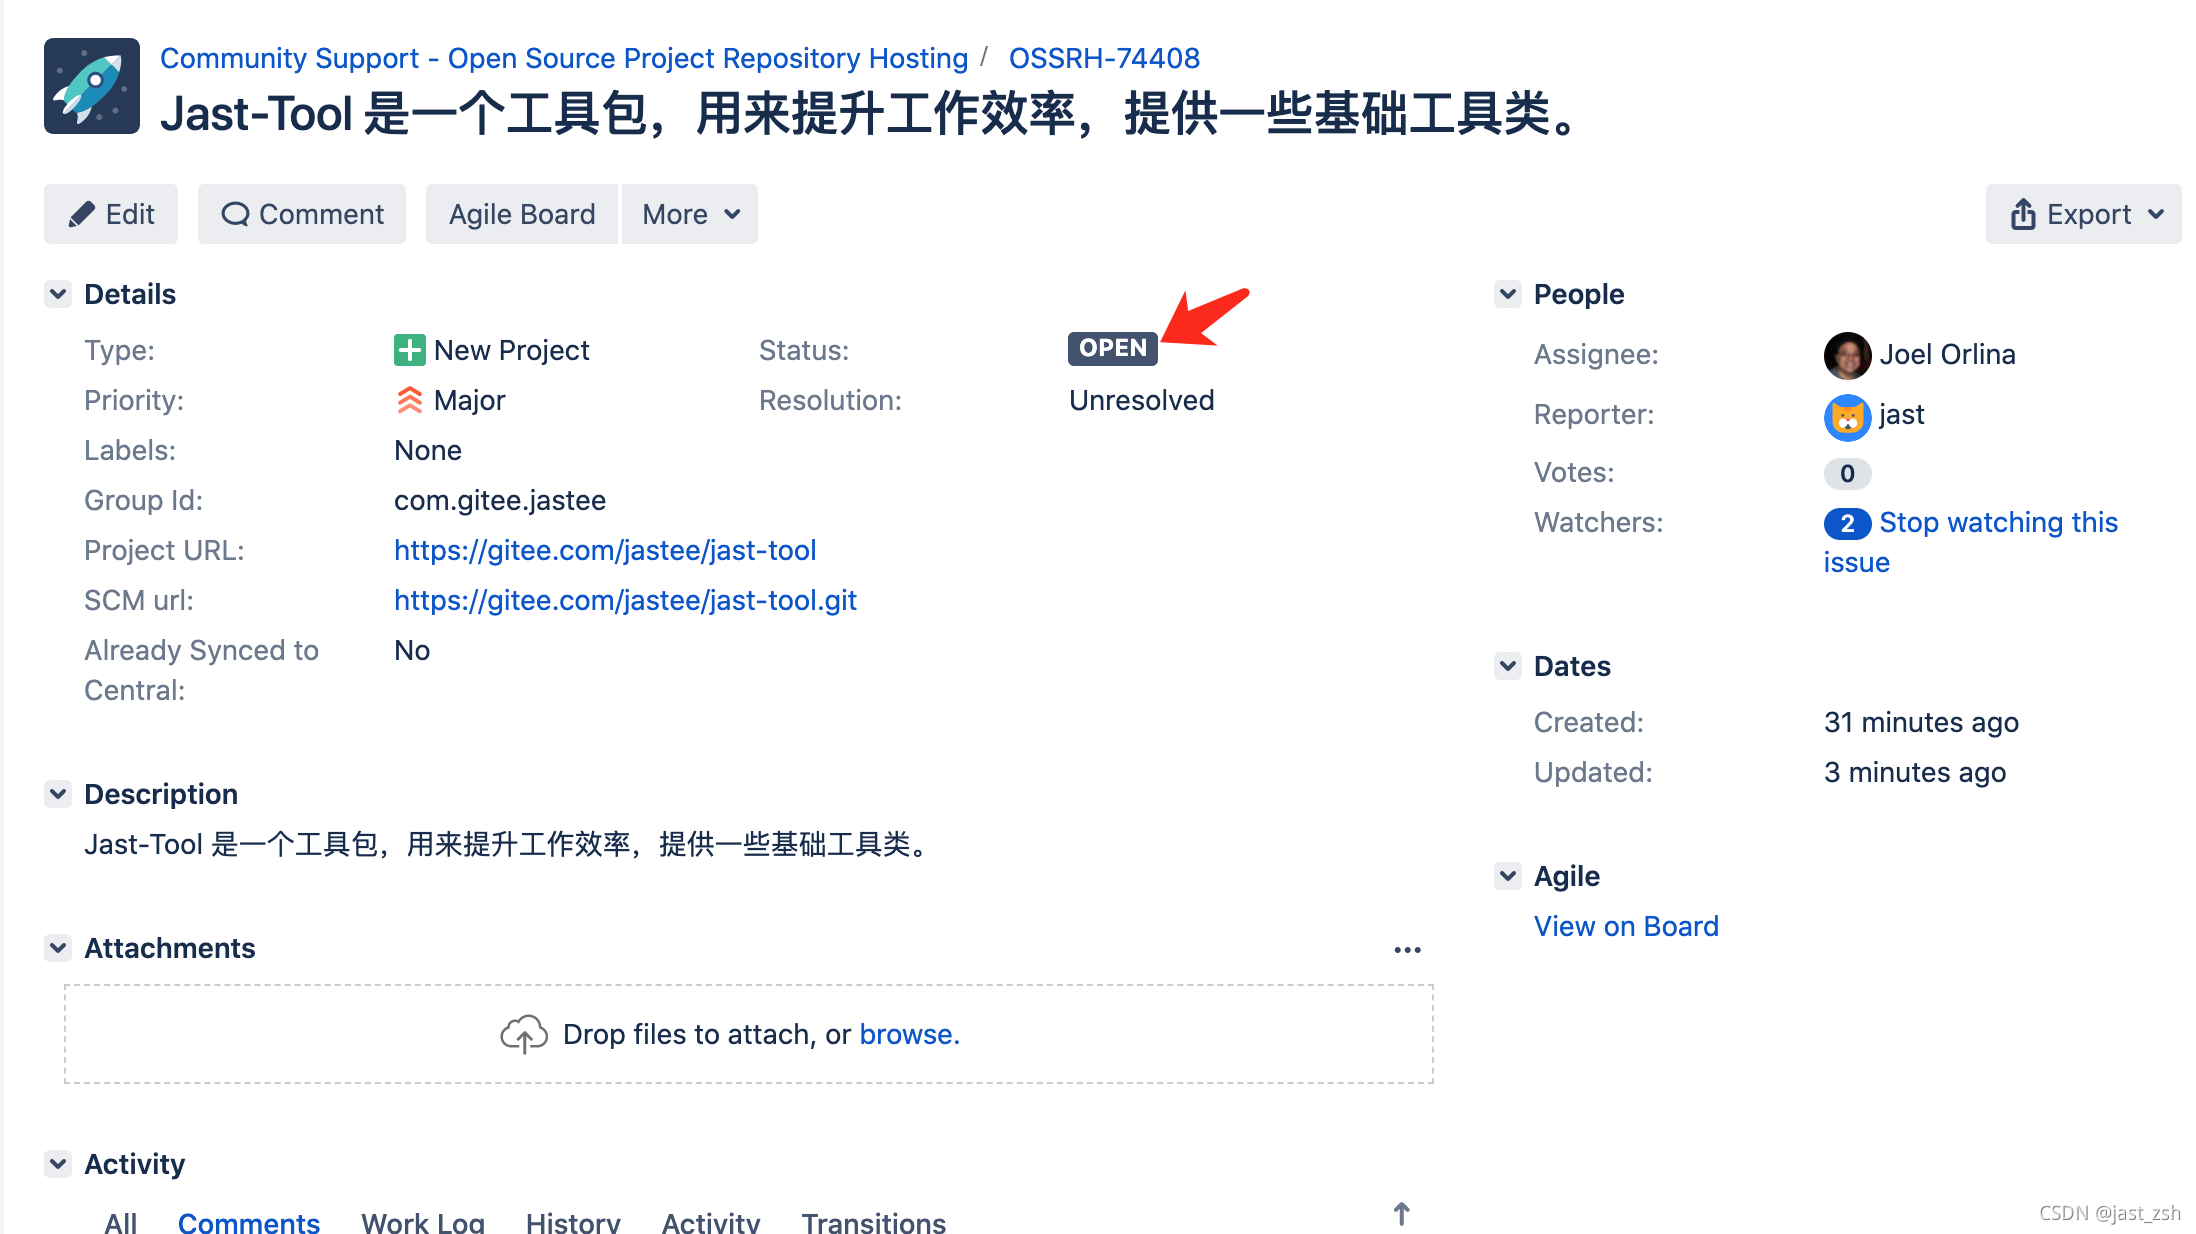 Community Support - Open Source Project Repository Hosting / OSSRH-74408
Jast-Tool 是一个工具包，用来提升工作效率，提供一些基础工具类。
Edit Comment Agile Board More Export
Details
Type: New Project Status: OPEN
Priority: Major Resolution: Unresolved
Labels: None
Group Id: com.gitee.jastee
Project URL: https://gitee.com/jastee/jast-tool
SCM url: https://gitee.com/jastee/jast-tool.git
Already Synced to No
Central:
Description
Jast-Tool 是一个工具包，用来提升工作效率，提供一些基础工具类。
Attachments
Drop files to attach, or browse.
Activity
All Comments Work Log History Activity Transitions
People
Assignee: Joel Orlina
Reporter: jast
Votes: 0
Watchers: 2 Stop watching this
issue
Dates
Created: 31 minutes ago
Updated: 3 minutes ago
Agile
View on Board
CSDN @jast_zsh